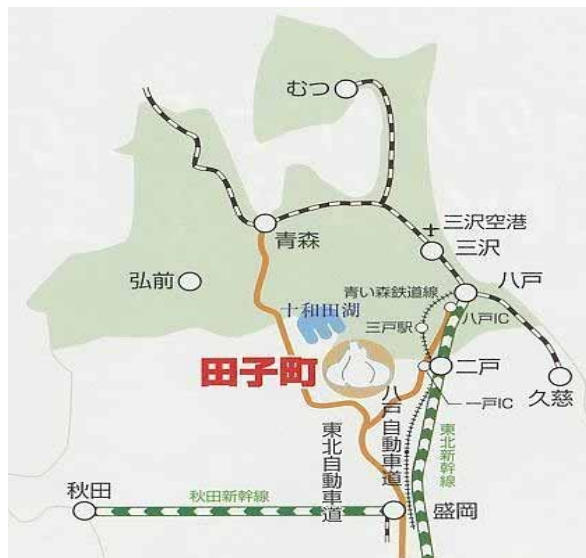 むつ
三沢空港
三沢
青森
八戸
弘前
青い森鉄道線
八戸IC
十和田湖
三戸駅
田子町
二戸
久慈
一戸IC
八戸自動車道
東北自動車道
東北新幹線
秋田
秋田新幹線
盛岡